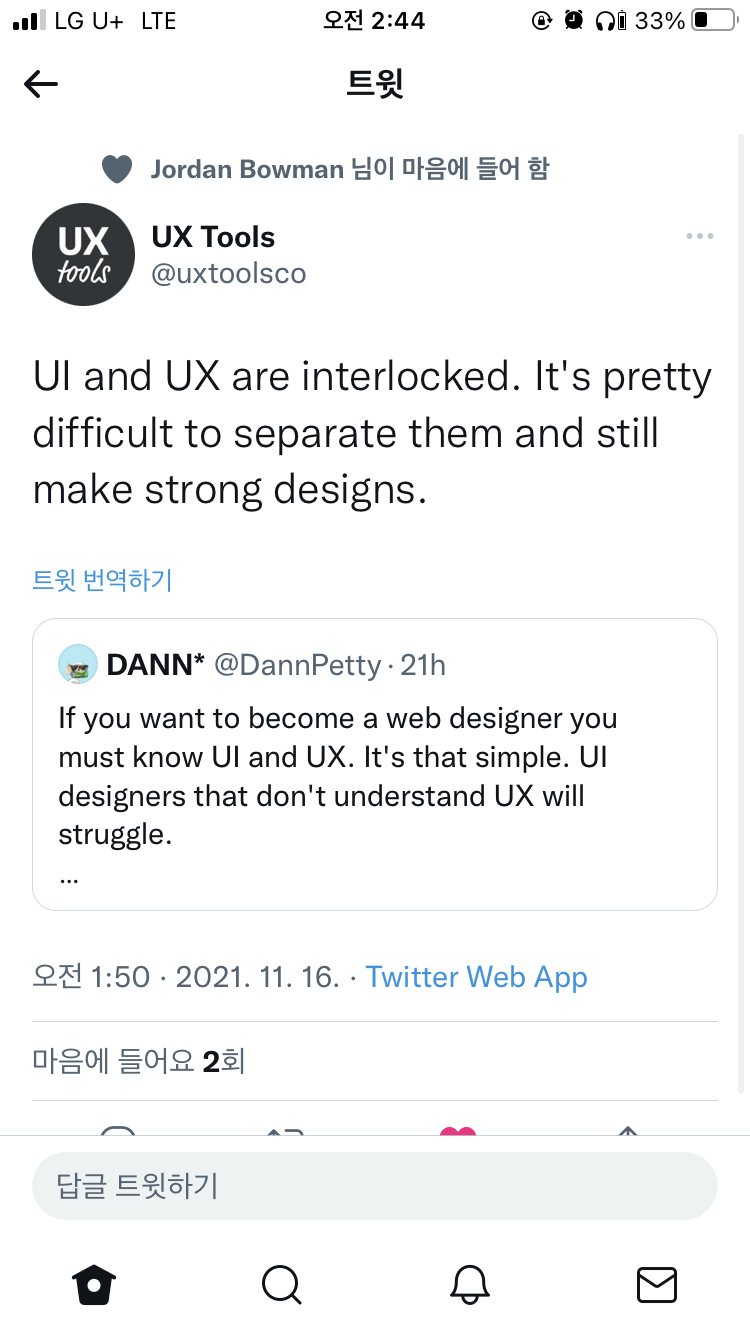 LG U+ LTE 오전 2:44 33%
트윗
Jordan Bowman 님이 마음에 들어 함
UX tools
UX Tools
@uxtoolsco
UI and UX are interlocked. It's pretty
difficult to separate them and still
make strong designs.
트윗 번역하기
DANN* @DannPetty · 21h
If you want to become a web designer you
must know UI and UX. It's that simple. UI
designers that don't understand UX will
struggle.
...
오전 1:50 · 2021. 11. 16. · Twitter Web App
마음에 들어요 2회
답글 트윗하기